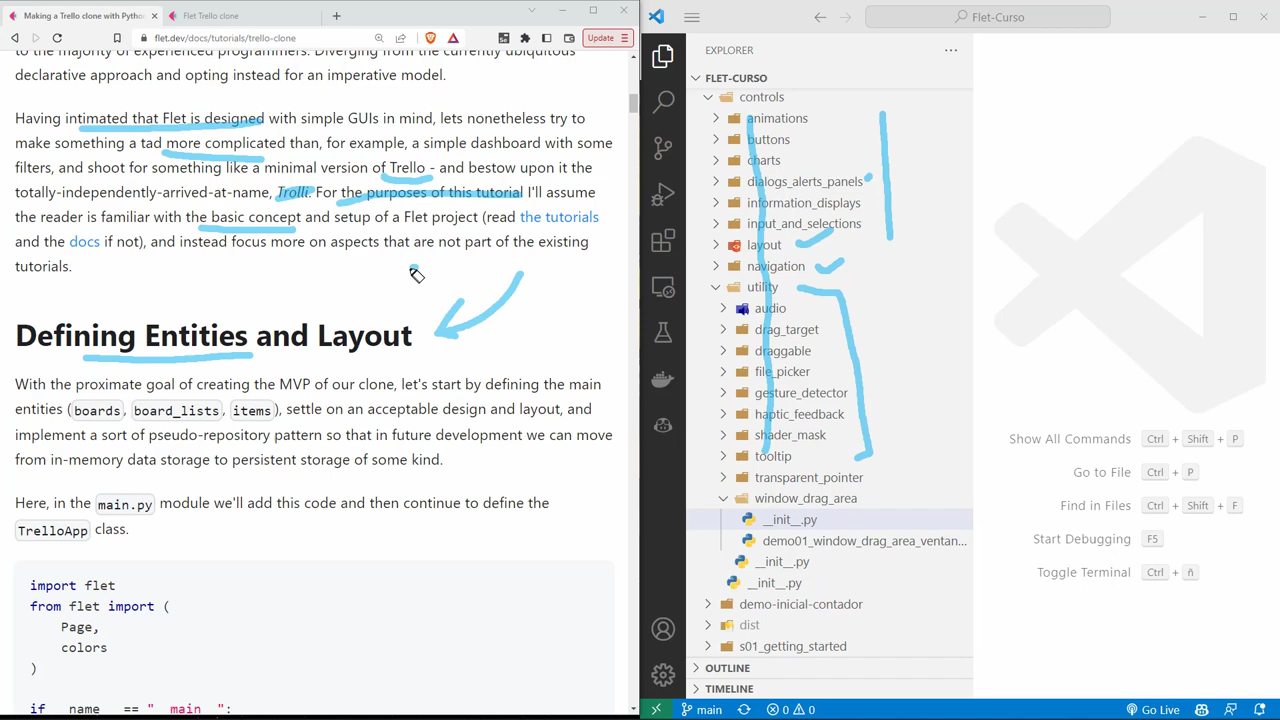 Making a Trello clone with Pytho
Flet Trello clone
flet.dev/docs/tutorials/trello-clone
Update
to the majority of experienced programmers. Diverging from the currently ubiquitous
declarative approach and opting instead for an imperative model.
Having intimated that Flet is designed with simple GUIs in mind, lets nonetheless try to
make something a tad more complicated than, for example, a simple dashboard with some
filters, and shoot for something like a minimal version of Trello - and bestow upon it the
totally-independently-arrived-at-name, Trolli. For the purposes of this tutorial I'll assume
the reader is familiar with the basic concept and setup of a Flet project (read the tutorials
and the docs if not), and instead focus more on aspects that are not part of the existing
tutorials.
Defining Entities and Layout
With the proximate goal of creating the MVP of our clone, let's start by defining the main
entities (boards, board_lists, items), settle on an acceptable design and layout, and
implement a sort of pseudo-repository pattern so that in future development we can move
from in-memory data storage to persistent storage of some kind.
Here, in the main.py module we'll add this code and then continue to define the
TrelloApp class.
import flet
from flet import (
Page,
colors
)
if __name__ == "__main__":
Flet-Curso
EXPLORER
FLET-CURSO
controls
animations
buttons
charts
dialogs_alerts_panels
information_displays
input_and_selections
layout
navigation
utility
audio
drag_target
draggable
file_picker
gesture_detector
haptic_feedback
shader_mask
tooltip
transparent_pointer
window_drag_area
__init__.py
demo01_window_drag_area_ventan...
__init__.py
__init__.py
demo-inicial-contador
dist
s01_getting_started
OUTLINE
TIMELINE
Show All Commands Ctrl + Shift + P
Go to File Ctrl + P
Find in Files Ctrl + Shift + F
Start Debugging F5
Toggle Terminal Ctrl + ñ
main 0 0 Go Live